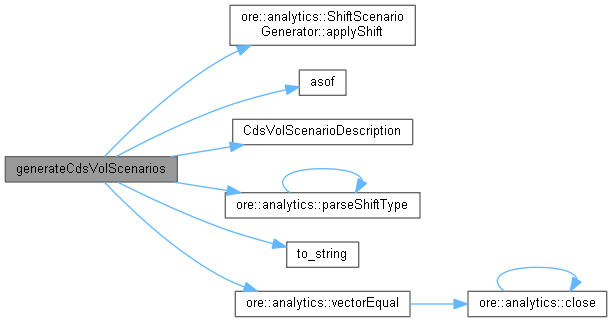 generateCdsVolScenarios
ore::analytics::ShiftScenario
Generator::applyShift
asof
CdsVolScenarioDescription
ore::analytics::parseShiftType
to_string
ore::analytics::vectorEqual
ore::analytics::close